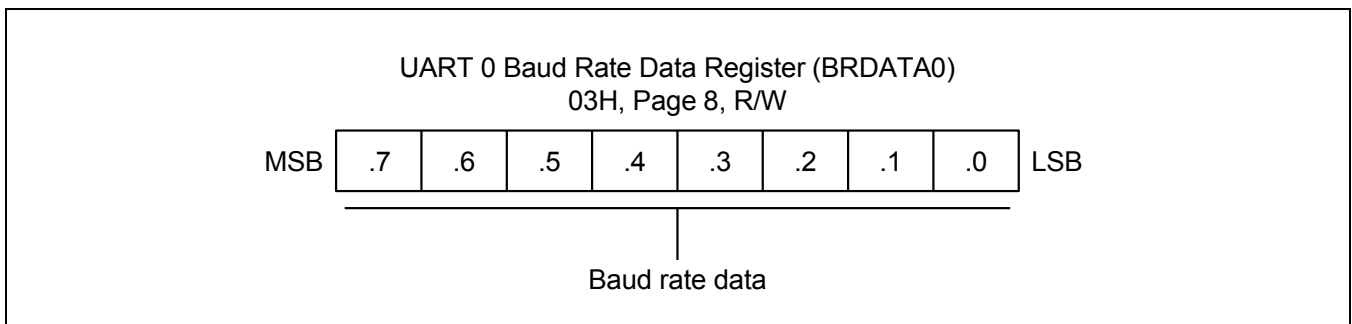 UART 0 Baud Rate Data Register (BRDATA0)
03H, Page 8, R/W
MSB .7 .6 .5 .4 .3 .2 .1 .0 LSB
Baud rate data